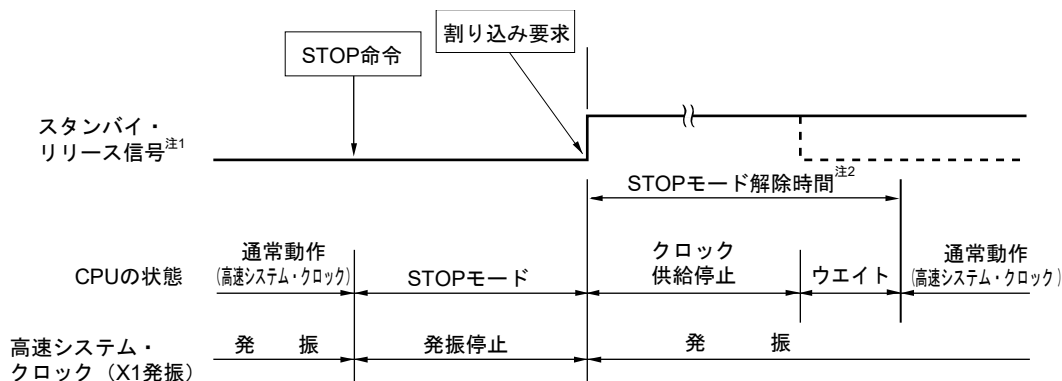 割り込み要求
STOP命令
スタンバイ・
リリース信号注1
STOPモード解除時間注2
CPUの状態
通常動作
(高速システム・クロック)
STOPモード
クロック
供給停止
ウエイト
通常動作
(高速システム・クロック)
高速システム・
クロック（X1発振）
発　振
発振停止
発　振